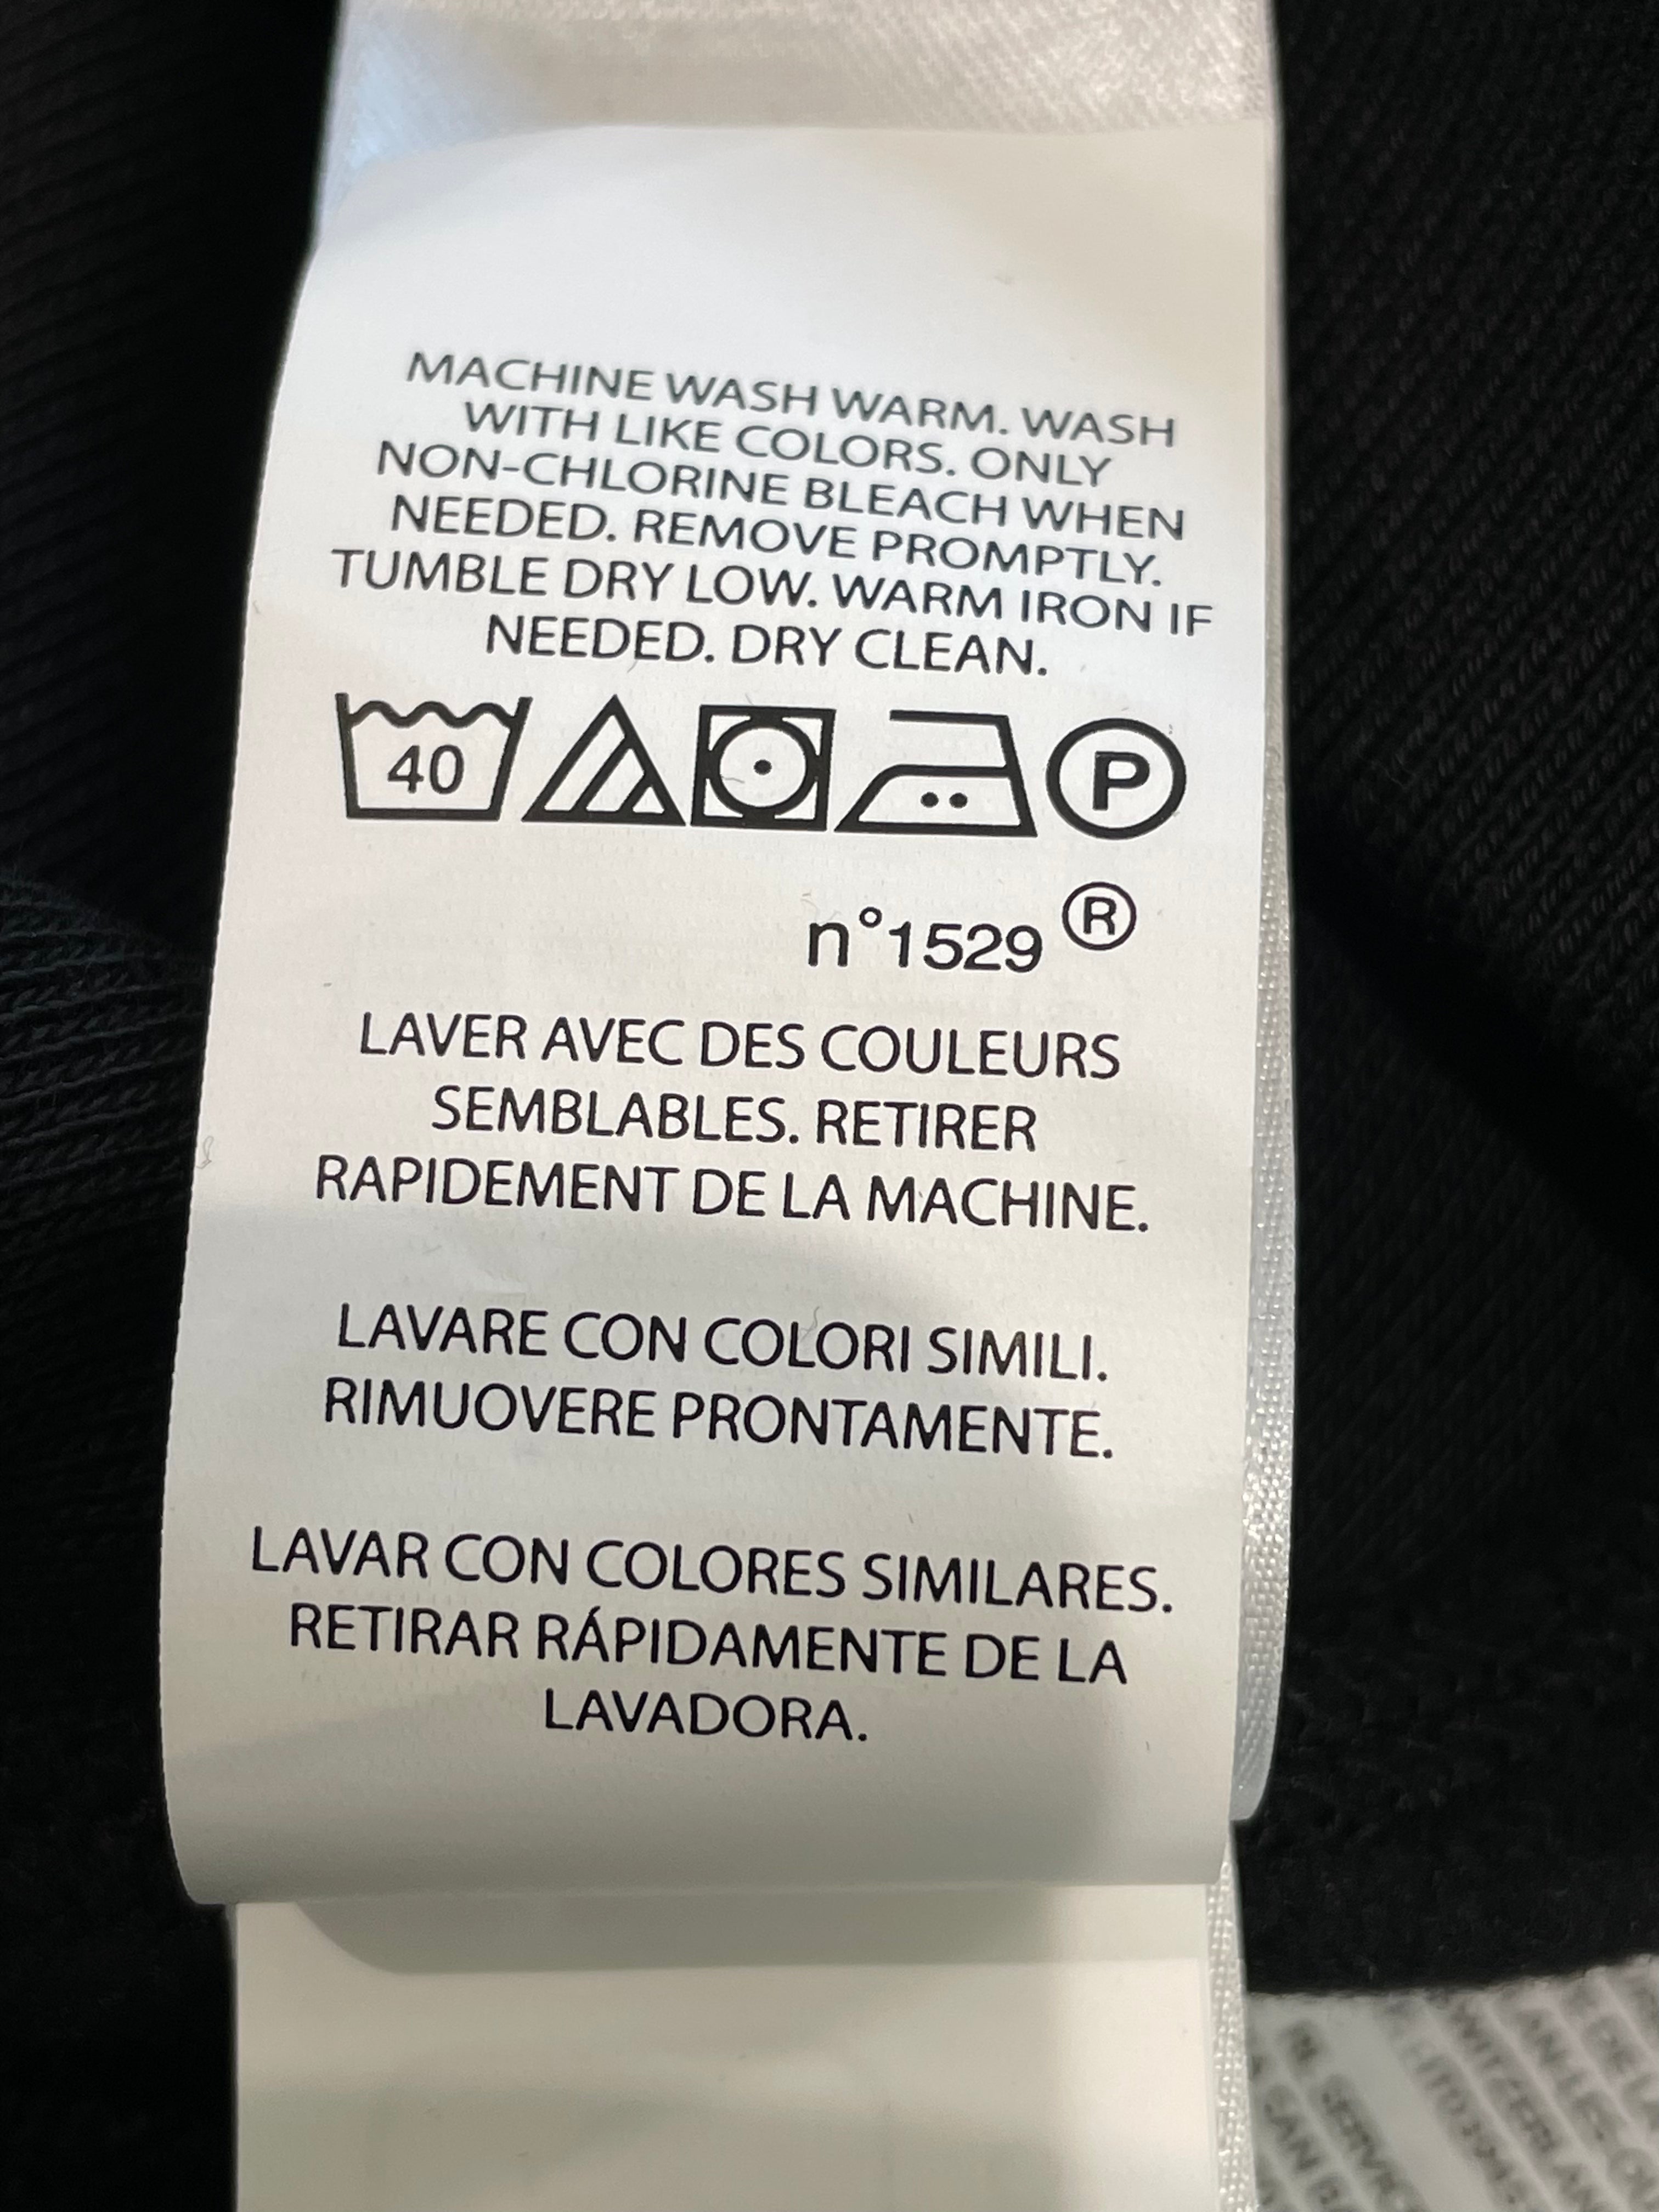 MACHINE WASH WARM. WASH
WITH LIKE COLORS. ONLY
NON-CHLORINE BLEACH WHEN
NEEDED. REMOVE PROMPTLY.
TUMBLE DRY LOW. WARM IRON IF
NEEDED. DRY CLEAN.
40 P
n°1529 ®
LAVER AVEC DES COULEURS
SEMBLABLES. RETIRER
RAPIDEMENT DE LA MACHINE.
LAVARE CON COLORI SIMILI.
RIMUOVERE PRONTAMENTE.
LAVAR CON COLORES SIMILARES.
RETIRAR RÁPIDAMENTE DE LA
LAVADORA.